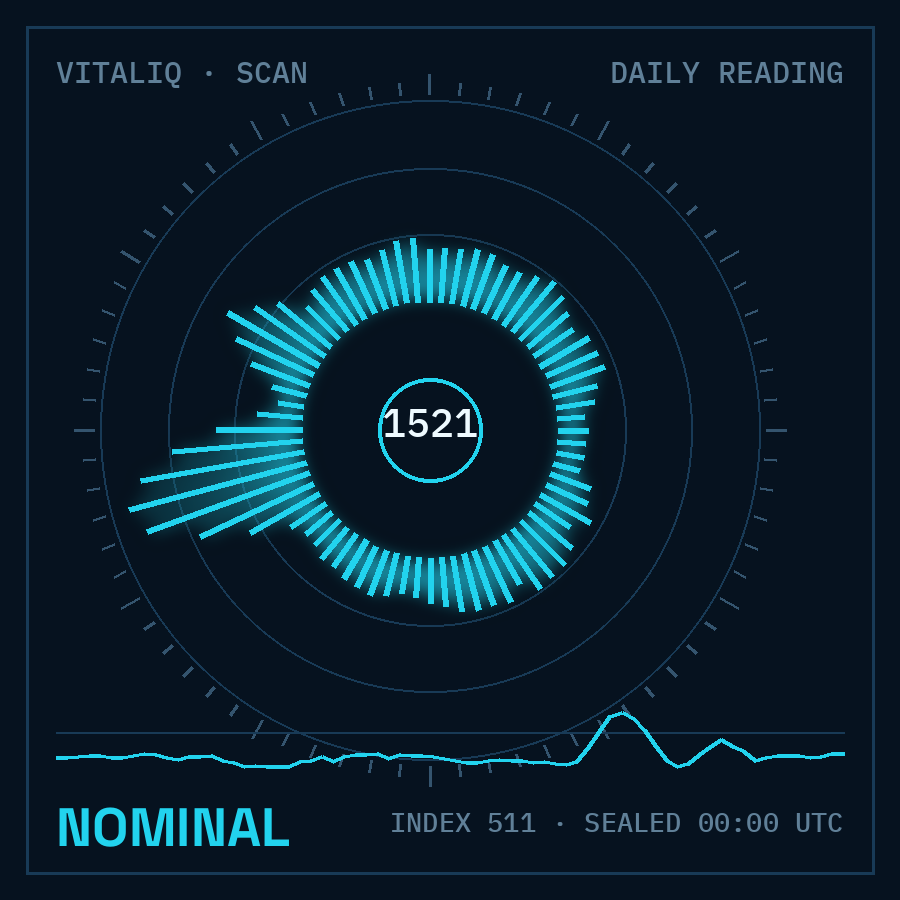 VITALIQ · SCAN
DAILY READING
1521
NOMINAL
INDEX 511 · SEALED 00:00 UTC